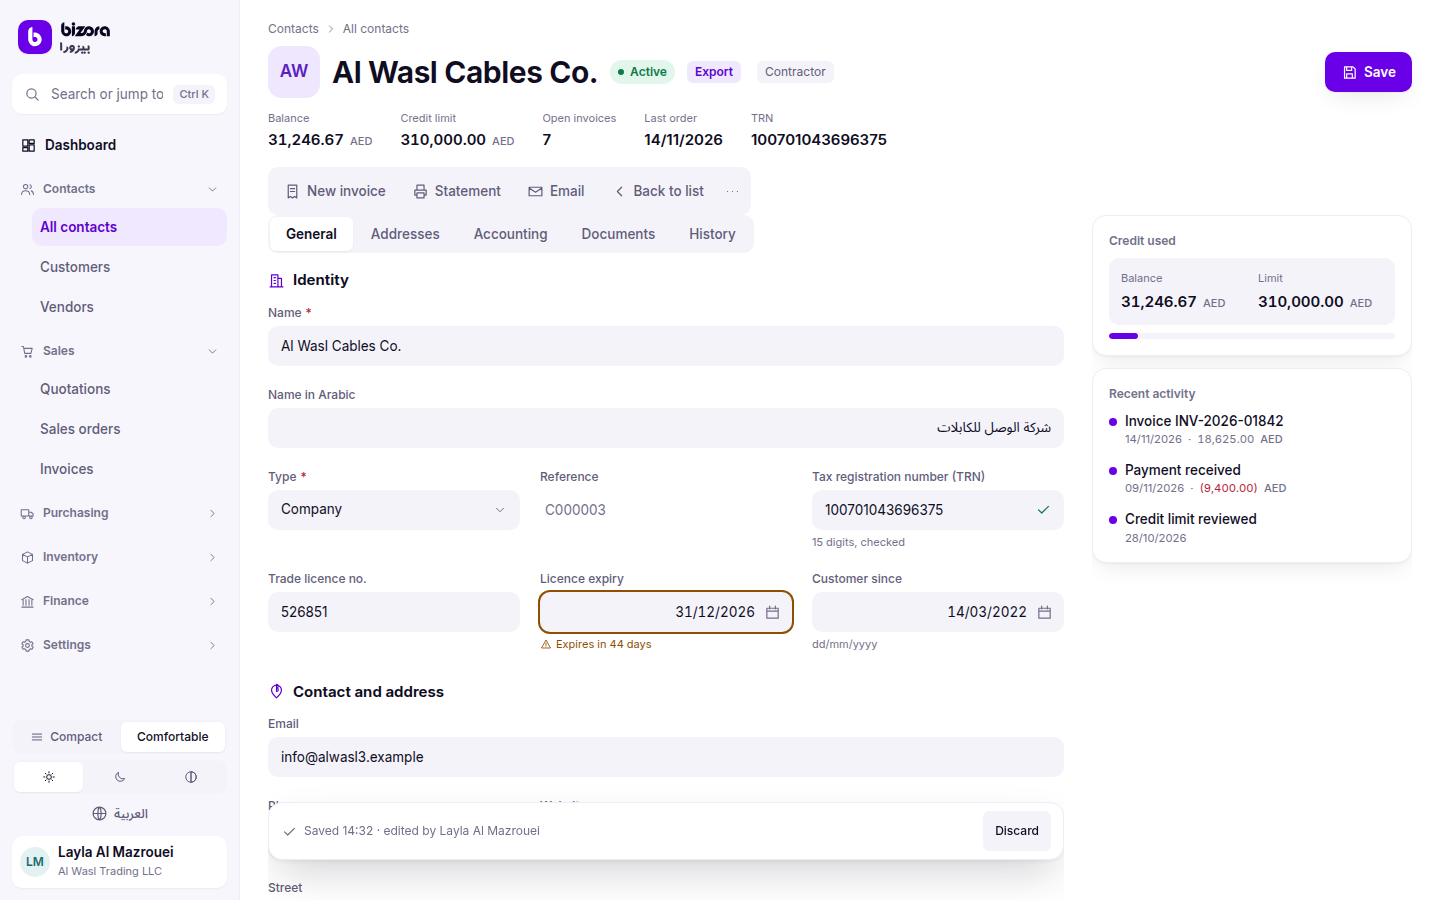 bizora
بيزورا
Search or jump to
Ctrl K
Dashboard
Contacts
All contacts
Customers
Vendors
Sales
Quotations
Sales orders
Invoices
Purchasing
Inventory
Finance
Settings
Compact
Comfortable
العربية
LM
Layla Al Mazrouei
Al Wasl Trading LLC
Contacts > All contacts
AW
Al Wasl Cables Co.
Active
Export
Contractor
Save
Balance
31,246.67 AED
Credit limit
310,000.00 AED
Open invoices
7
Last order
14/11/2026
TRN
100701043696375
New invoice
Statement
Email
Back to list
...
General
Addresses
Accounting
Documents
History
Identity
Name *
Al Wasl Cables Co.
Name in Arabic
شركة الوصل للكابلات
Type *
Company
Reference
C000003
Tax registration number (TRN)
100701043696375
15 digits, checked
Trade licence no.
526851
Licence expiry
31/12/2026
Expires in 44 days
Customer since
14/03/2022
dd/mm/yyyy
Contact and address
Email
info@alwasl3.example
Saved 14:32 · edited by Layla Al Mazrouei
Discard
Street
Credit used
Balance
31,246.67 AED
Limit
310,000.00 AED
Recent activity
Invoice INV-2026-01842
14/11/2026 · 18,625.00 AED
Payment received
09/11/2026 · (9,400.00) AED
Credit limit reviewed
28/10/2026